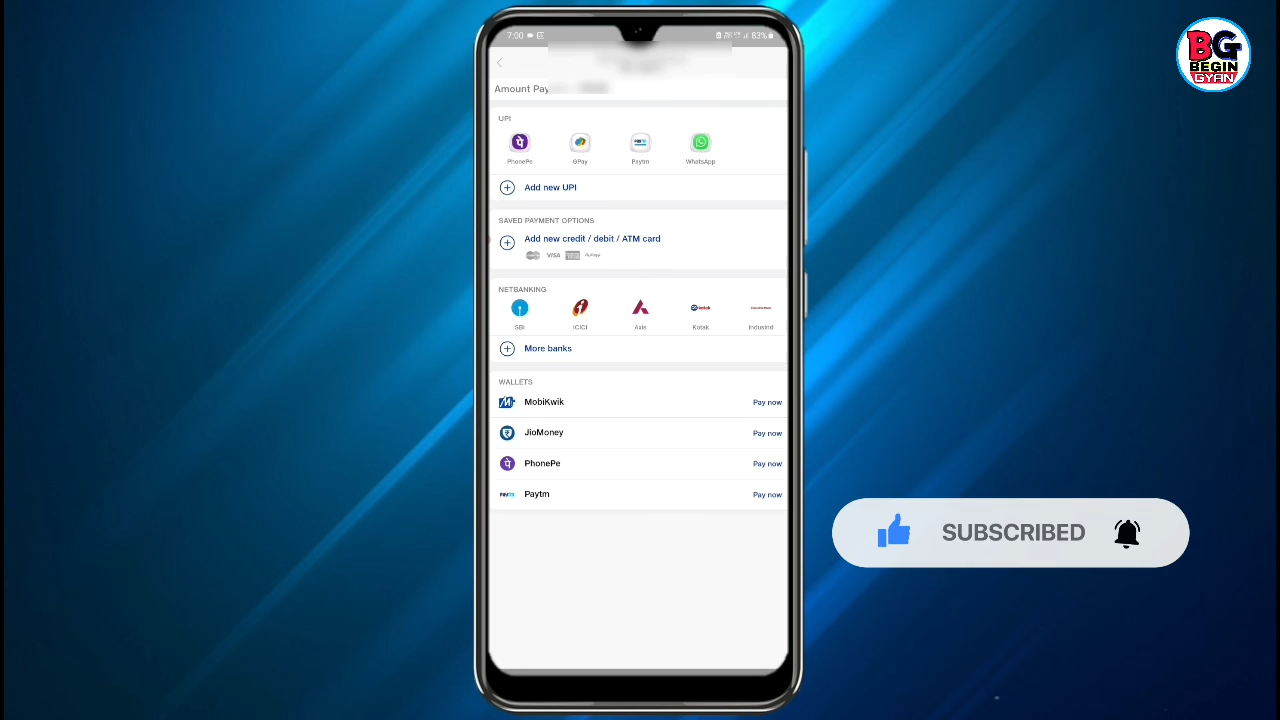 7:00
83%
BG
BEGIN
GYAN
Amount Pay
UPI
PhonePe GPay Paytm WhatsApp
Add new UPI
SAVED PAYMENT OPTIONS
Add new credit / debit / ATM card
VISA RuPay
NETBANKING
SBI ICICI Axis Kotak IndusInd
More banks
WALLETS
MobiKwik Pay now
JioMoney Pay now
PhonePe Pay now
Paytm Pay now
SUBSCRIBED